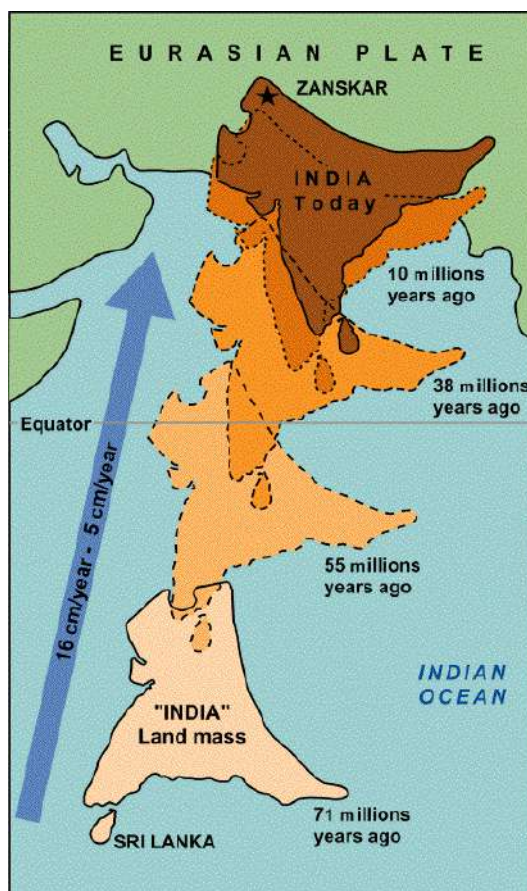 EURASIAN PLATE
ZANSKAR
INDIA
Today
10 millions
years ago
38 millions
years ago
Equator
16 cm/year - 5 cm/year
55 millions
years ago
INDIAN
OCEAN
"INDIA"
Land mass
71 millions
years ago
SRI LANKA